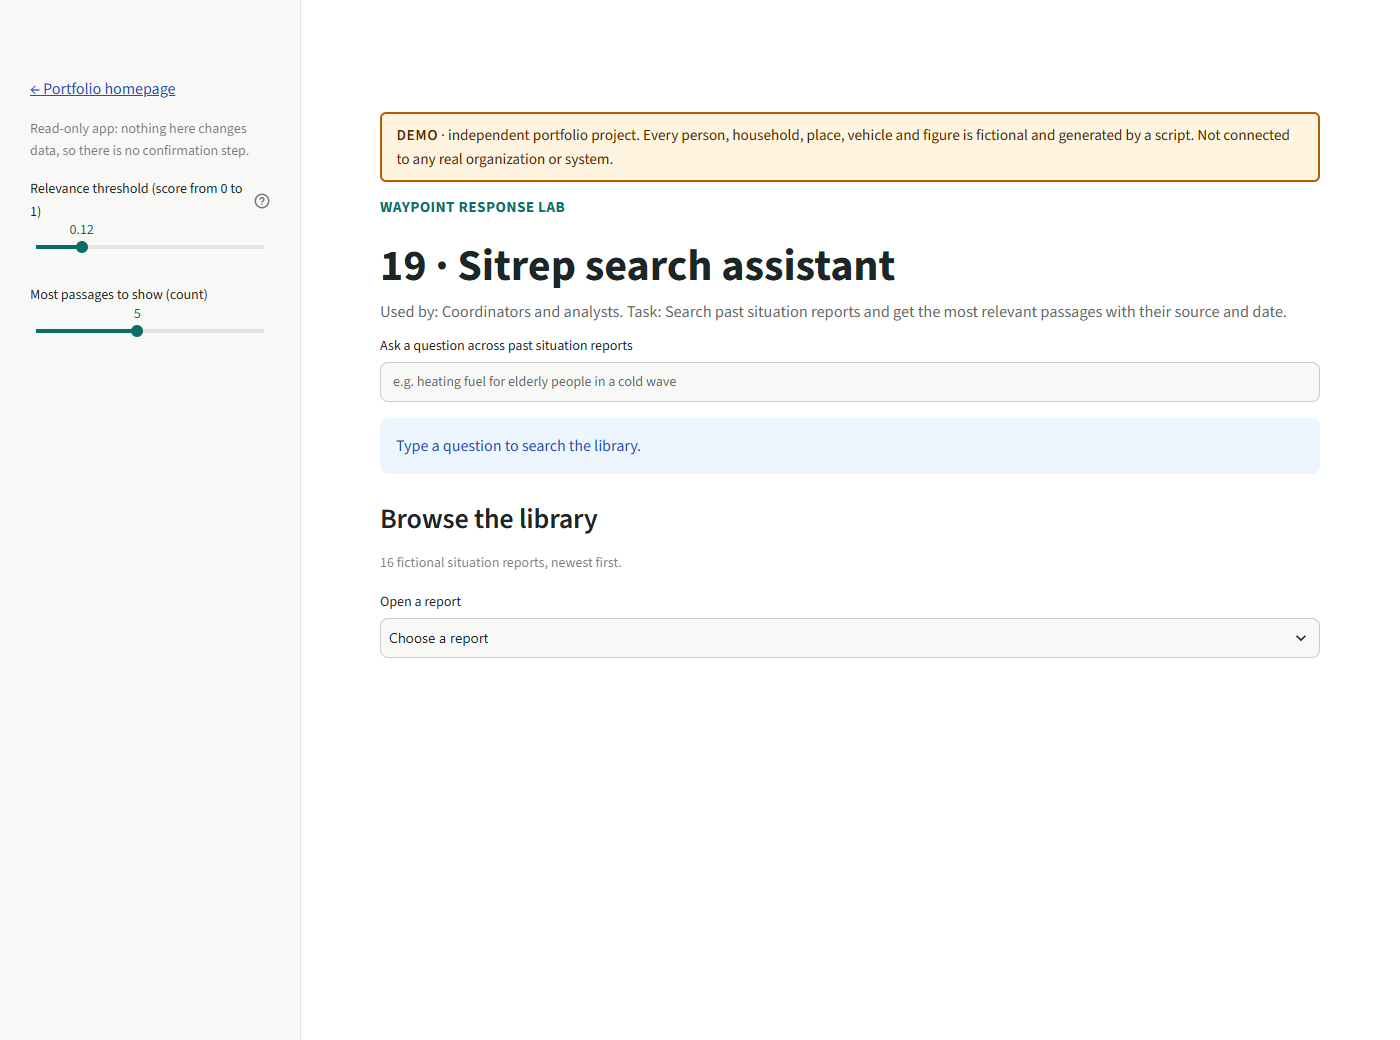 ← Portfolio homepage
Read-only app: nothing here changes
data, so there is no confirmation step.
Relevance threshold (score from 0 to
1)
0.12
Most passages to show (count)
5
DEMO · independent portfolio project. Every person, household, place, vehicle and figure is fictional and generated by a script. Not connected
to any real organization or system.
WAYPOINT RESPONSE LAB
19 · Sitrep search assistant
Used by: Coordinators and analysts. Task: Search past situation reports and get the most relevant passages with their source and date.
Ask a question across past situation reports
e.g. heating fuel for elderly people in a cold wave
Type a question to search the library.
Browse the library
16 fictional situation reports, newest first.
Open a report
Choose a report